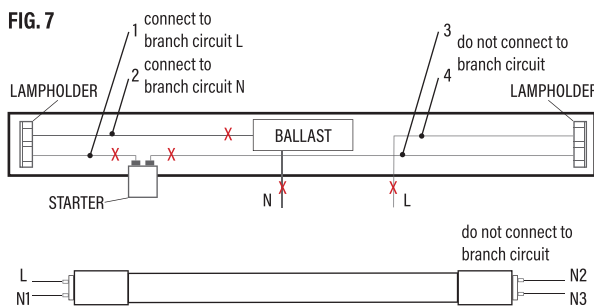 FIG. 7
1 connect to
branch circuit L
2 connect to
branch circuit N
3 do not connect to
4 branch circuit
LAMPHOLDER
LAMPHOLDER
BALLAST
X
X
X
X
X
N
L
STARTER
do not connect to
branch circuit
L
N1
N2
N3